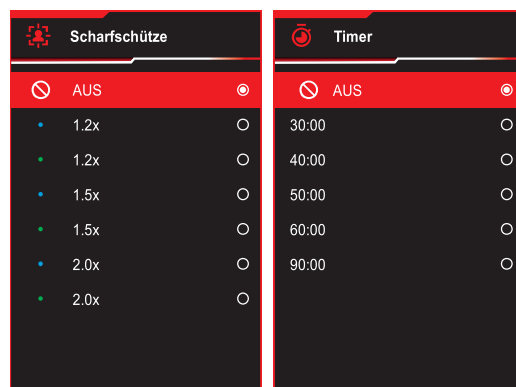 Scharfschütze
AUS
1.2x
1.2x
1.5x
1.5x
2.0x
2.0x
Timer
AUS
30:00
40:00
50:00
60:00
90:00